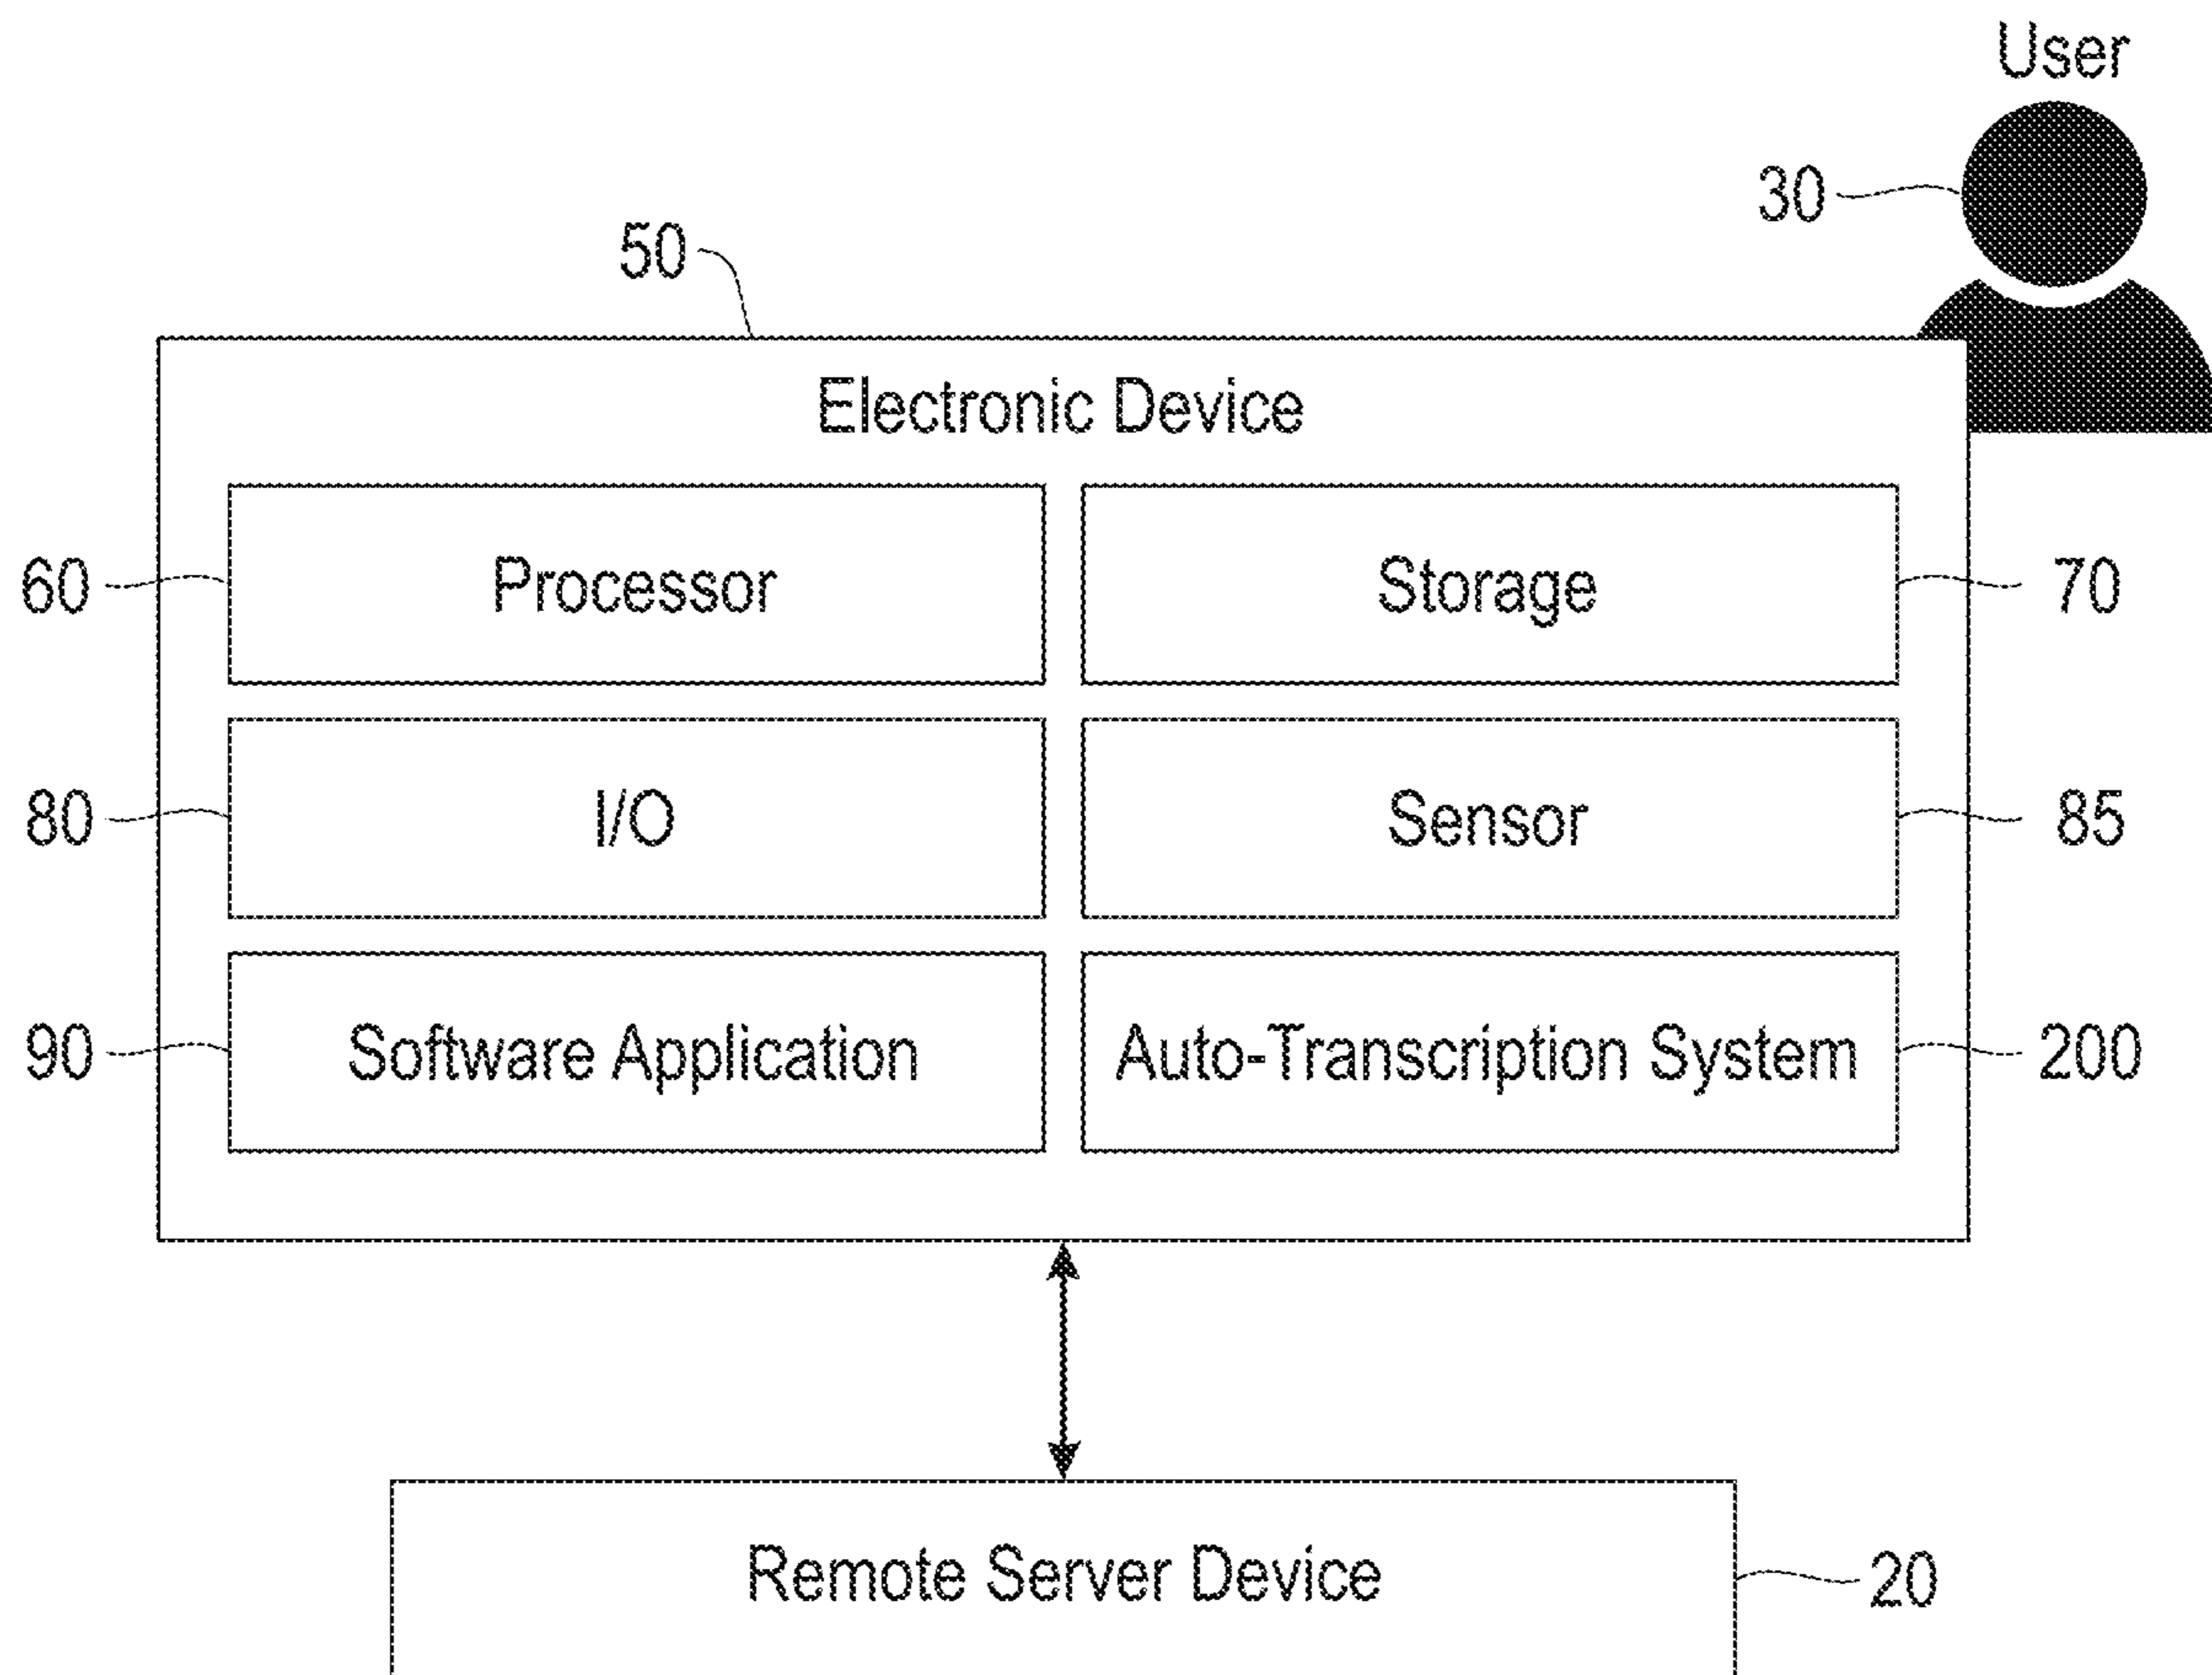 User
30
50
Electronic Device
60 Processor Storage 70
80 I/O Sensor 85
90 Software Application Auto-Transcription System 200
Remote Server Device 20